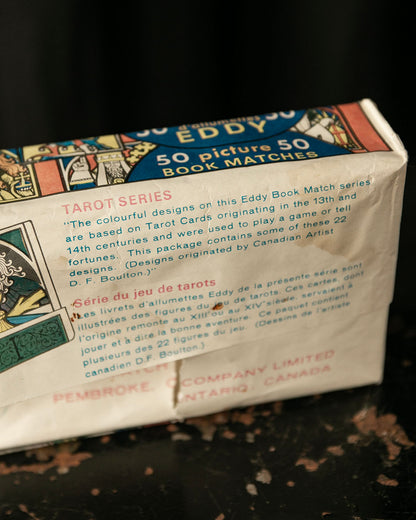 50 d'allumettes 50
EDDY
50 picture 50
BOOK MATCHES
TAROT SERIES
"The colourful designs on this Eddy Book Match series
are based on Tarot Cards originating in the 13th and
14th centuries and were used to play a game or tell
fortunes. This package contains some of these 22
designs. (Designs originated by Canadian Artist
D. F. Boulton.)"
Série du jeu de tarots
"Les livrets d'allumettes Eddy de la présente série sont
illustrées des figures du jeu de tarots. Ces cartes dont
l'origine remonte au XIIIe ou au XIVe siècle, servaient à
jouer et à dire la bonne aventure. Ce paquet contient
plusieurs des 22 figures du jeu. (Dessins de l'artiste
canadien D.F. Boulton.)
COMPANY LIMITED
PEMBROKE, ONTARIO, CANADA